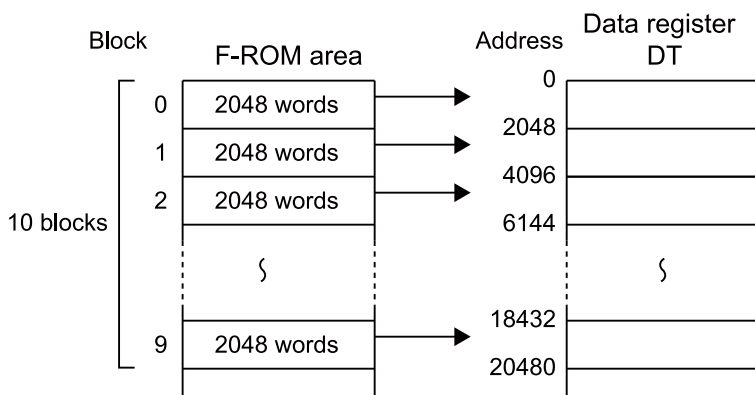 Block
F-ROM area
Address
Data register
DT
0
2048 words
0
1
2048 words
2048
2
2048 words
4096
6144
10 blocks
9
2048 words
18432
20480